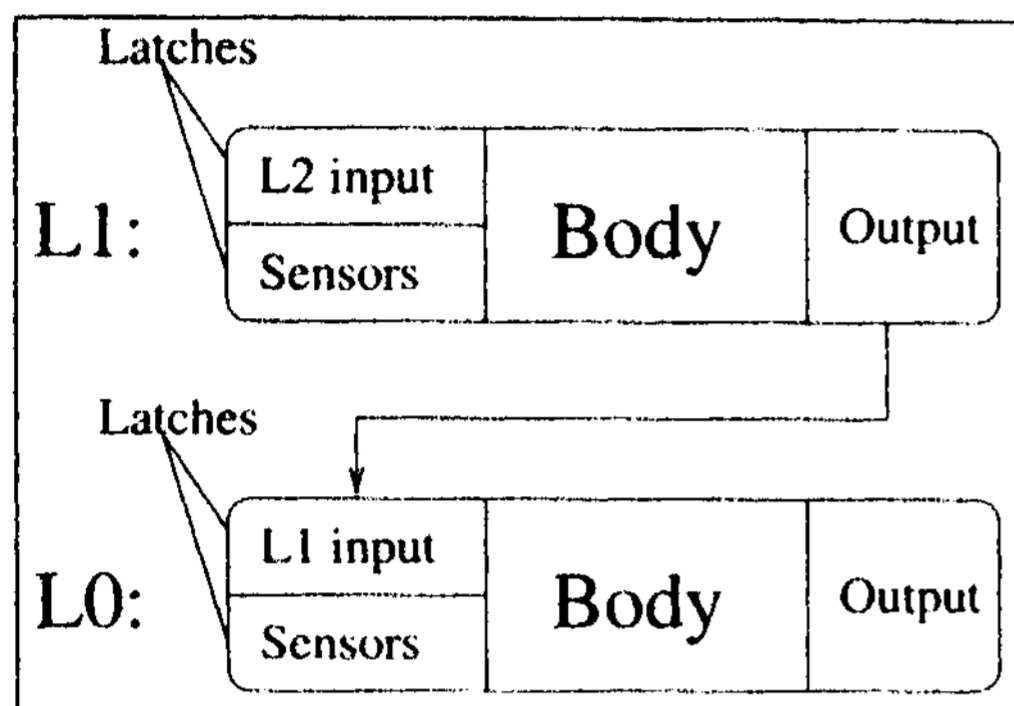 Latches
L1:
L2 input
Sensors
Body
Output
Latches
L0:
L1 input
Sensors
Body
Output